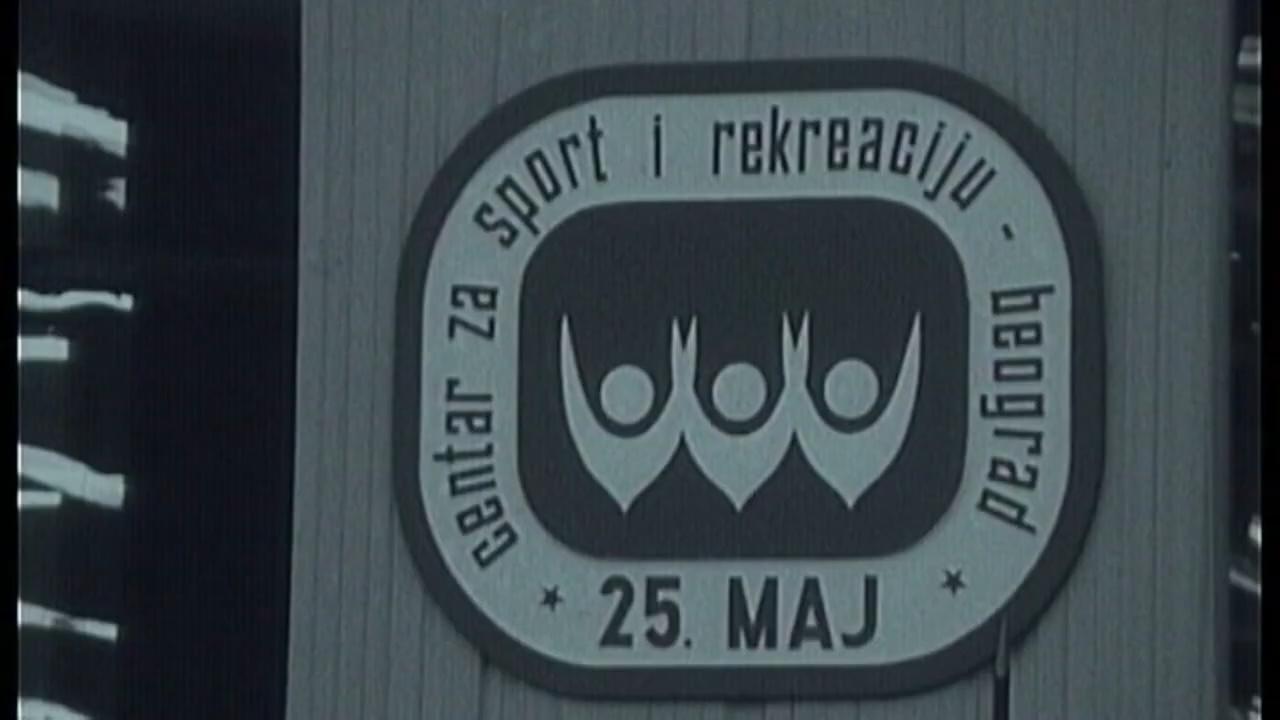 centar za sport i rekreaciju - beograd
★ 25. MAJ ★